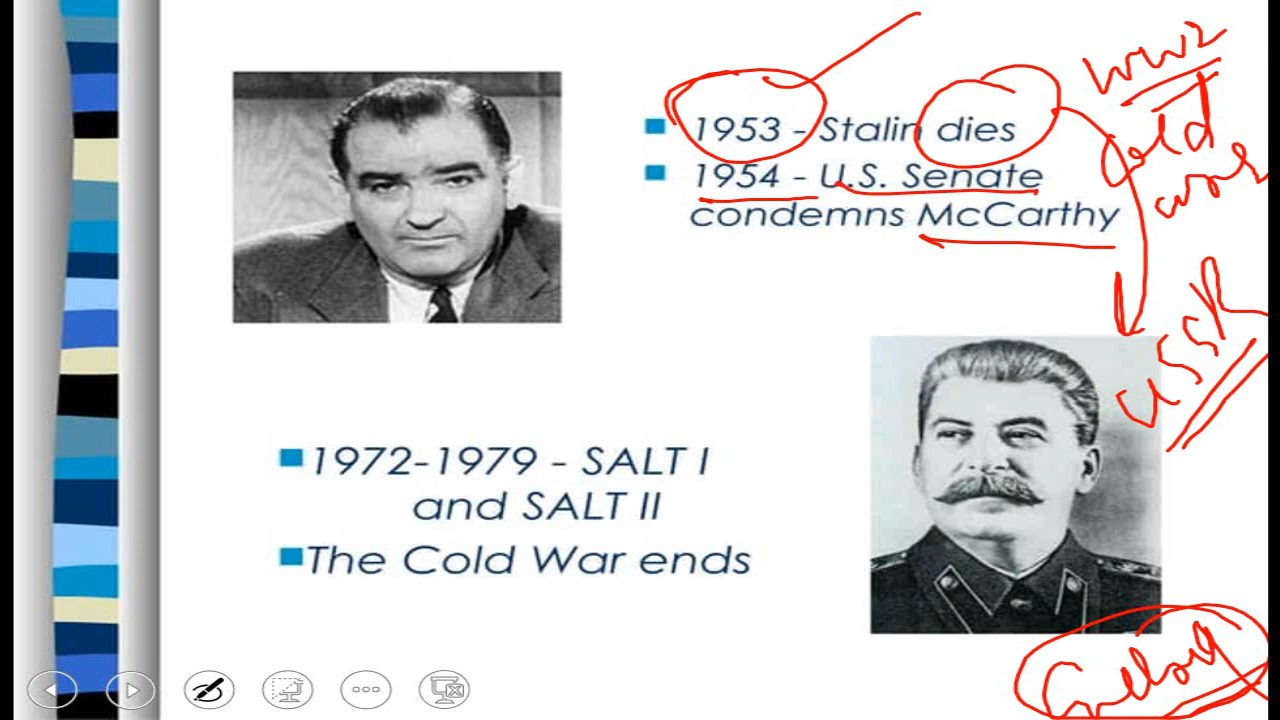 1953 - Stalin dies
1954 - U.S. Senate
condemns McCarthy
WW2
Cold
war
USSR
1972-1979 - SALT I
and SALT II
The Cold War ends